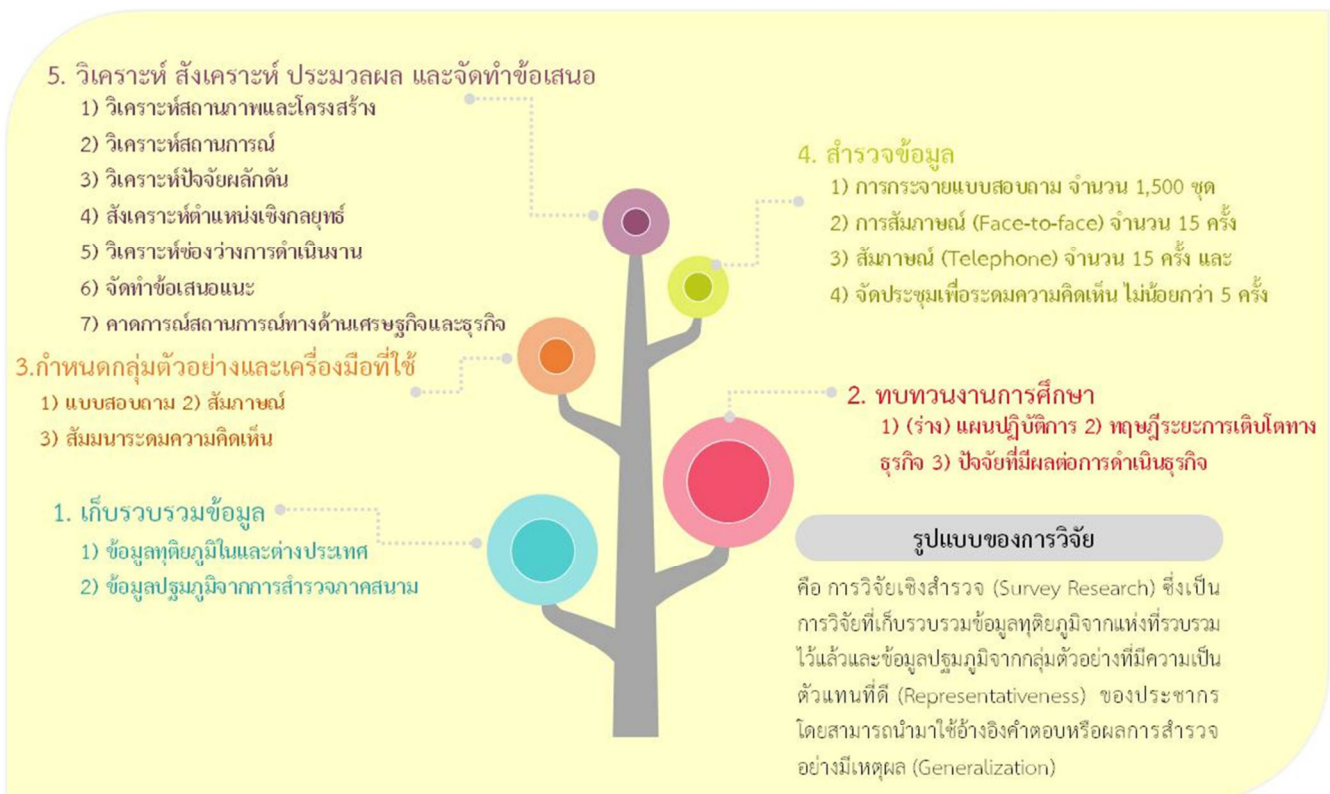 5. วิเคราะห์ สังเคราะห์ ประมวลผล และจัดทำข้อเสนอ
1) วิเคราะห์สถานภาพและโครงสร้าง
2) วิเคราะห์สถานการณ์
3) วิเคราะห์ปัจจัยผลักดัน
4) สังเคราะห์ตำแหน่งเชิงกลยุทธ์
5) วิเคราะห์ช่องว่างการดำเนินงาน
6) จัดทำข้อเสนอแนะ
7) คาดการณ์สถานการณ์ทางด้านเศรษฐกิจและธุรกิจ
4. สำรวจข้อมูล
1) การกระจายแบบสอบถาม จำนวน 1,500 ชุด
2) การสัมภาษณ์ (Face-to-face) จำนวน 15 ครั้ง
3) สัมภาษณ์ (Telephone) จำนวน 15 ครั้ง และ
4) จัดประชุมเพื่อระดมความคิดเห็น ไม่น้อยกว่า 5 ครั้ง
3.กำหนดกลุ่มตัวอย่างและเครื่องมือที่ใช้
1) แบบสอบถาม 2) สัมภาษณ์
3) สัมมนาระดมความคิดเห็น
2. ทบทวนงานการศึกษา
1) (ร่าง) แผนปฏิบัติการ 2) ทฤษฎีระยะการเติบโตทาง
ธุรกิจ 3) ปัจจัยที่มีผลต่อการดำเนินธุรกิจ
1. เก็บรวบรวมข้อมูล
1) ข้อมูลทุติยภูมิในและต่างประเทศ
2) ข้อมูลปฐมภูมิจากการสำรวจภาคสนาม
รูปแบบของการวิจัย
คือ การวิจัยเชิงสำรวจ (Survey Research) ซึ่งเป็น
การวิจัยที่เก็บรวบรวมข้อมูลทุติยภูมิจากแห่งที่รวบรวม
ไว้แล้วและข้อมูลปฐมภูมิจากกลุ่มตัวอย่างที่มีความเป็น
ตัวแทนที่ดี (Representativeness) ของประชากร
โดยสามารถนำมาใช้อ้างอิงคำตอบหรือผลการสำรวจ
อย่างมีเหตุผล (Generalization)